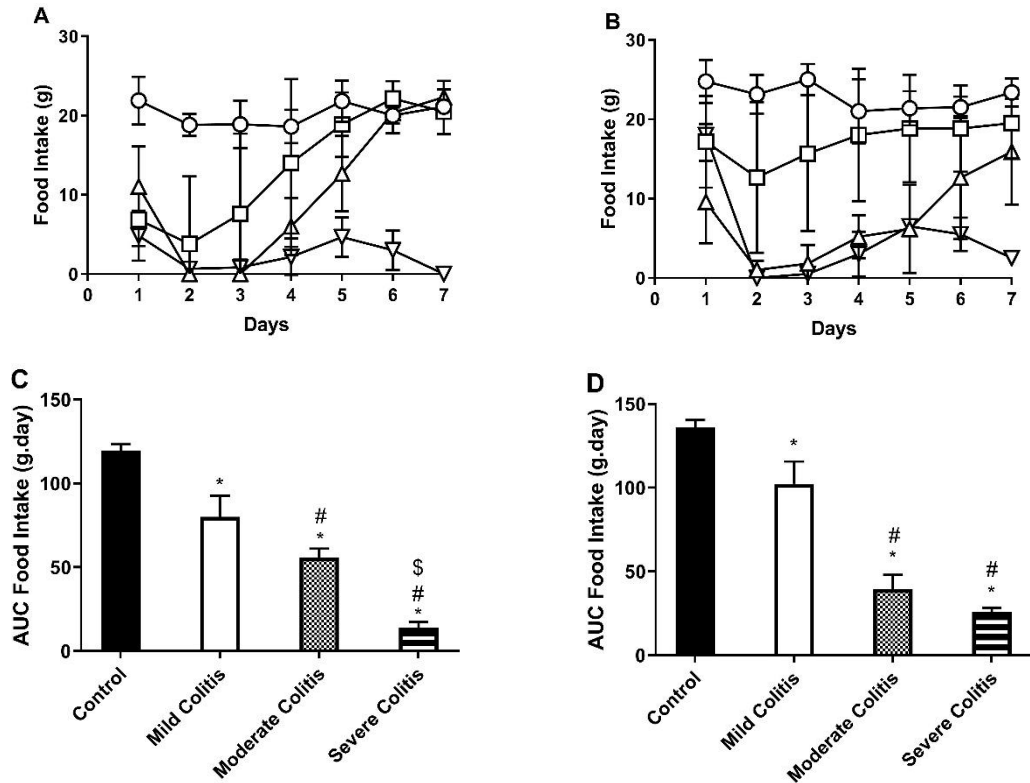 A
Food Intake (g)
30
20
10
0
0 1 2 3 4 5 6 7
Days
B
Food Intake (g)
30
20
10
0
0 1 2 3 4 5 6 7
Days
C
AUC Food Intake (g.day)
150
100
50
0
*
#
*
$
#
*
Control
Mild Colitis
Moderate Colitis
Severe Colitis
D
AUC Food Intake (g.day)
150
100
50
0
*
#
*
#
*
Control
Mild Colitis
Moderate Colitis
Severe Colitis